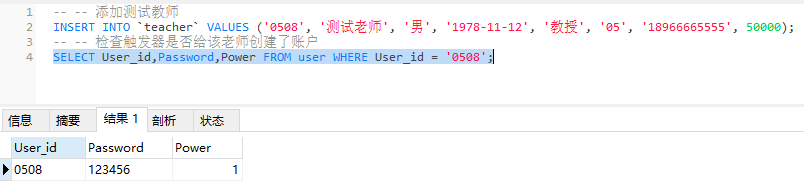 1 -- -- 添加测试教师
2 INSERT INTO `teacher` VALUES ('0508', '测试老师', '男', '1978-11-12', '教授', '05', '18966665555', 50000);
3 -- -- 检查触发器是否给该老师创建了账户
4 SELECT User_id,Password,Power FROM user WHERE User_id = '0508';
信息 摘要 结果 1 剖析 状态
User_id Password Power
0508 123456 1